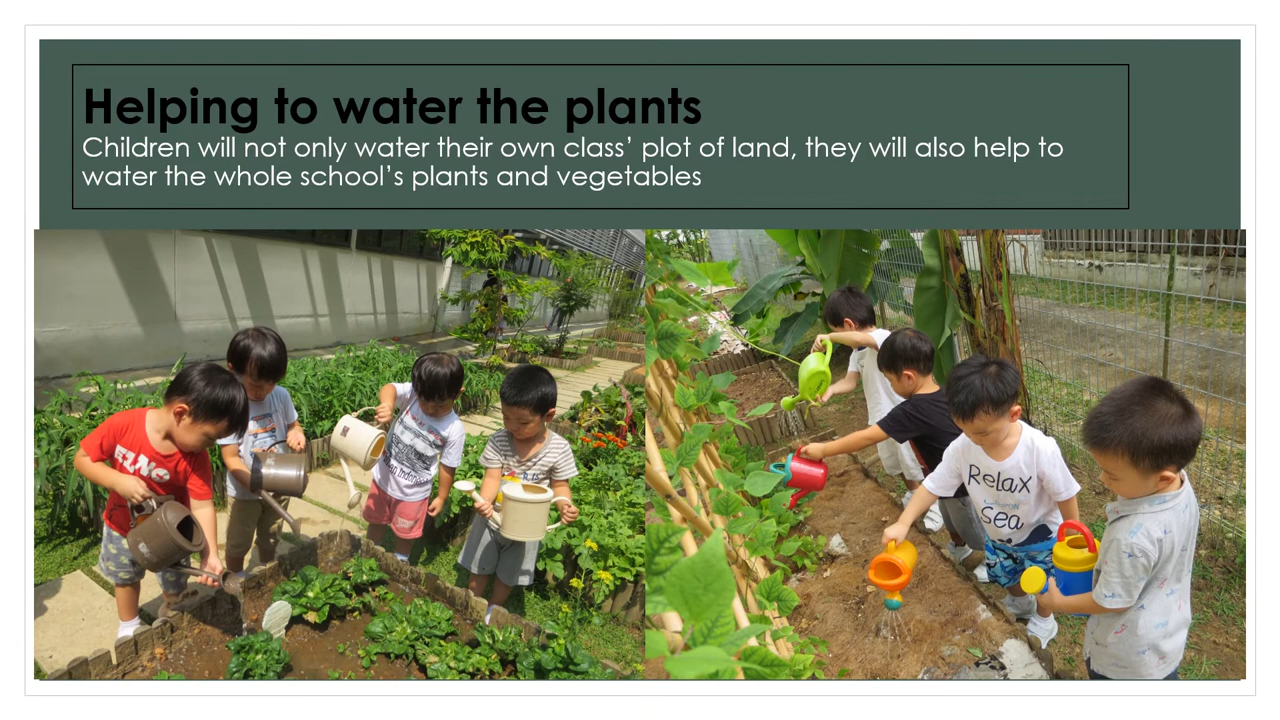 Helping to water the plants
Children will not only water their own class’ plot of land, they will also help to
water the whole school’s plants and vegetables
Relax
Sea